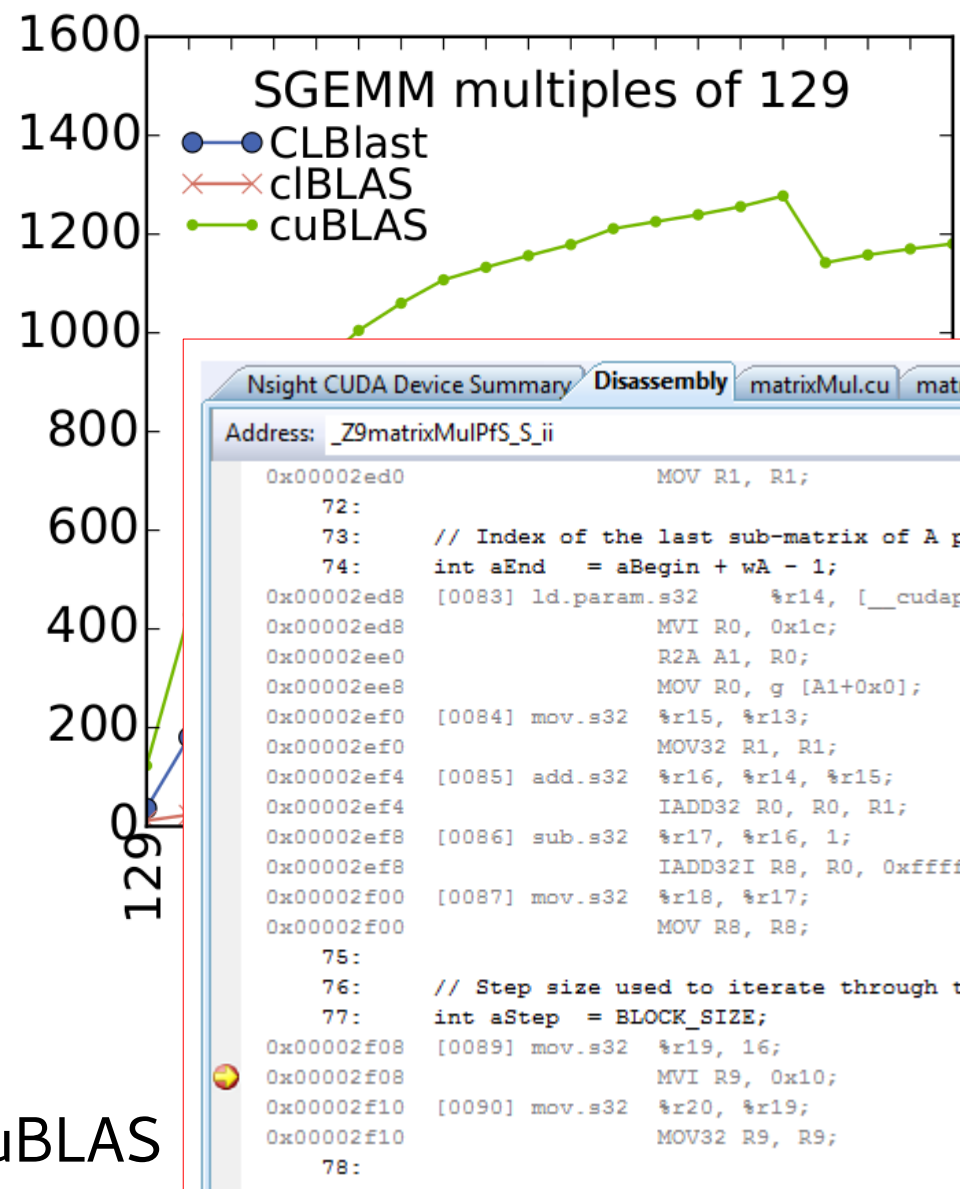 1600
SGEMM multiples of 129
1400
CLBlast
clBLAS
1200
cuBLAS
1000
800
600
400
200
0
129
uBLAS
Nsight CUDA Device Summary Disassembly matrixMul.cu mat
Address: _Z9matrixMulPfS_S_ii
0x00002ed0 MOV R1, R1;
72:
73: // Index of the last sub-matrix of A p
74: int aEnd = aBegin + wA - 1;
0x00002ed8 [0083] ld.param.s32 %r14, [__cudap
0x00002ed8 MVI R0, 0x1c;
0x00002ee0 R2A A1, R0;
0x00002ee8 MOV R0, g [A1+0x0];
0x00002ef0 [0084] mov.s32 %r15, %r13;
0x00002ef0 MOV32 R1, R1;
0x00002ef4 [0085] add.s32 %r16, %r14, %r15;
0x00002ef4 IADD32 R0, R0, R1;
0x00002ef8 [0086] sub.s32 %r17, %r16, 1;
0x00002ef8 IADD32I R8, R0, 0xffff
0x00002f00 [0087] mov.s32 %r18, %r17;
0x00002f00 MOV R8, R8;
75:
76: // Step size used to iterate through t
77: int aStep = BLOCK_SIZE;
0x00002f08 [0089] mov.s32 %r19, 16;
0x00002f08 MVI R9, 0x10;
0x00002f10 [0090] mov.s32 %r20, %r19;
0x00002f10 MOV32 R9, R9;
78: